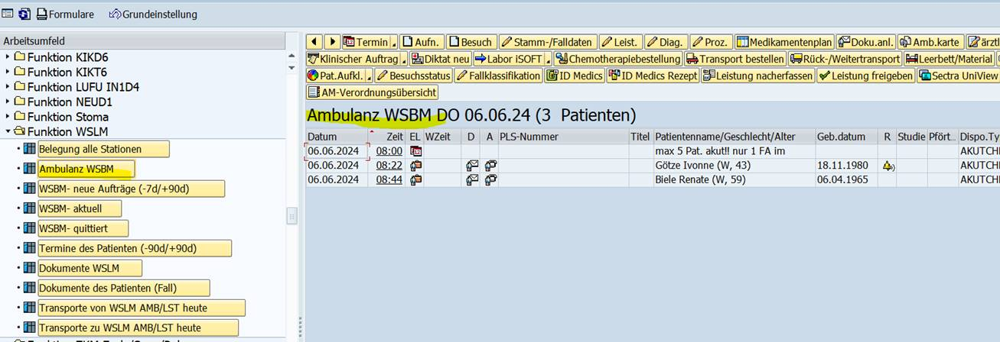 Formulare Grundeinstellung
Arbeitsumfeld
Funktion KIKD6
Funktion KIKT6
Funktion LUFU IN1D4
Funktion NEUD1
Funktion Stoma
Funktion WSLM
Belegung alle Stationen
Ambulanz WSBM
WSBM- neue Aufträge (-7d/+90d)
WSBM- aktuell
WSBM- quittiert
Termine des Patienten (-90d/+90d)
Dokumente WSLM
Dokumente des Patienten (Fall)
Transporte von WSLM AMB/LST heute
Transporte zu WSLM AMB/LST heute
Termin Aufn. Besuch Stamm-/Falldaten Leist. Diag. Proz. Medikamentenplan Doku.anl. Amb.karte ärztl
Klinischer Auftrag Diktat neu Labor iSOFT Chemotherapiebestellung Transport bestellen Rück-/Weitertransport Leerbett/Material
Pat.Aufkl. Besuchsstatus Fallklassifikation ID Medics ID Medics Rezept Leistung nacherfassen Leistung freigeben Sectra UniView
AM-Verordnungsübersicht
Ambulanz WSBM DO 06.06.24 (3 Patienten)
Datum Zeit EL WZeit D A PLS-Nummer Titel Patientenname/Geschlecht/Alter Geb.datum R Studie Pfört... Dispo.Ty
06.06.2024 08:00 max 5 Pat. akut!! nur 1 FA im AKUTCHI
06.06.2024 08:22 Götze Ivonne (W, 43) 18.11.1980 AKUTCHI
06.06.2024 08:44 Biele Renate (W, 59) 06.04.1965 AKUTCHI